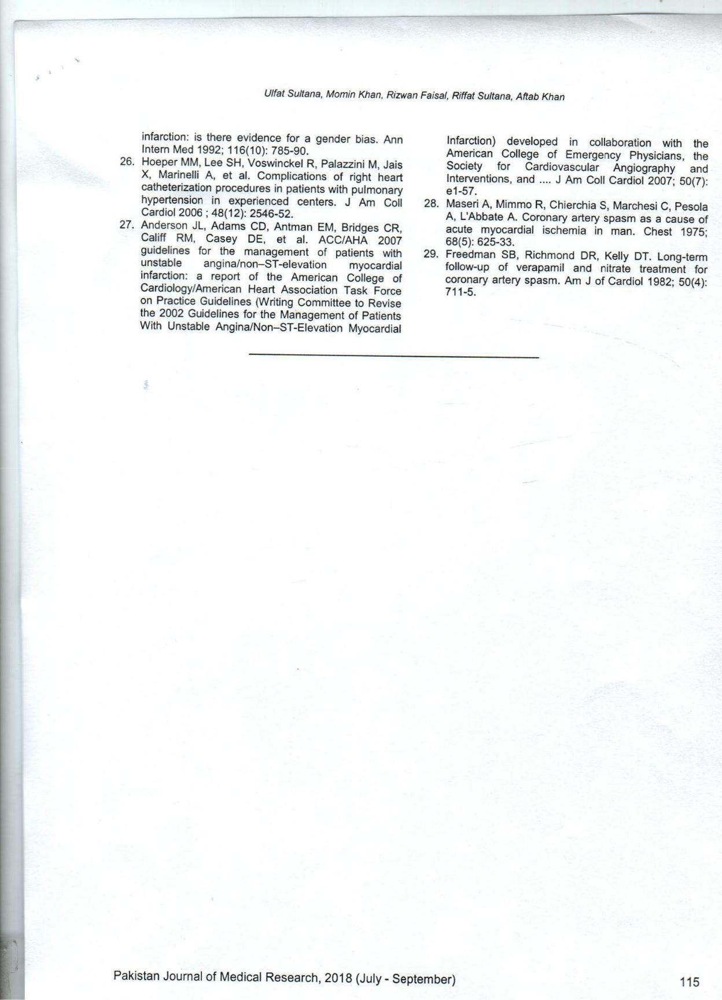 Ulfat Sultana, Momin Khan, Rizwan Faisal, Riffat Sultana, Aftab Khan
infarction: is there evidence for a gender bias. Ann
Intern Med 1992; 116(10): 785-90.
26. Hoeper MM, Lee SH, Voswinckel R, Palazzini M, Jais
X, Marinelli A, et al. Complications of right heart
catheterization procedures in patients with pulmonary
hypertension in experienced centers. J Am Coll
Cardiol 2006 ; 48(12): 2546-52.
27. Anderson JL, Adams CD, Antman EM, Bridges CR,
Califf RM, Casey DE, et al. ACC/AHA 2007
guidelines for the management of patients with
unstable angina/non–ST-elevation myocardial
infarction: a report of the American College of
Cardiology/American Heart Association Task Force
on Practice Guidelines (Writing Committee to Revise
the 2002 Guidelines for the Management of Patients
With Unstable Angina/Non–ST-Elevation Myocardial
Infarction) developed in collaboration with the
American College of Emergency Physicians, the
Society for Cardiovascular Angiography and
Interventions, and .... J Am Coll Cardiol 2007; 50(7):
e1-57.
28. Maseri A, Mimmo R, Chierchia S, Marchesi C, Pesola
A, L'Abbate A. Coronary artery spasm as a cause of
acute myocardial ischemia in man. Chest 1975;
68(5): 625-33.
29. Freedman SB, Richmond DR, Kelly DT. Long-term
follow-up of verapamil and nitrate treatment for
coronary artery spasm. Am J of Cardiol 1982; 50(4):
711-5.
Pakistan Journal of Medical Research, 2018 (July - September)
115